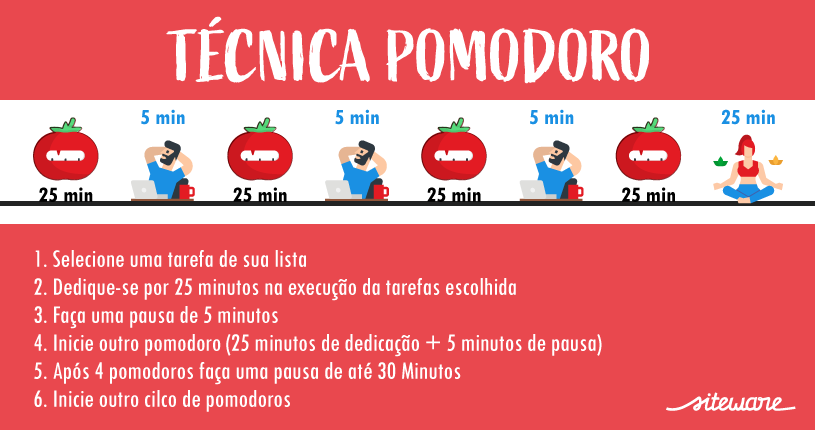 TÉCNICA POMODORO
5 min 5 min 5 min 25 min
25 min 25 min 25 min 25 min
1. Selecione uma tarefa de sua lista
2. Dedique-se por 25 minutos na execução da tarefas escolhida
3. Faça uma pausa de 5 minutos
4. Inicie outro pomodoro (25 minutos de dedicação + 5 minutos de pausa)
5. Após 4 pomodoros faça uma pausa de até 30 Minutos
6. Inicie outro cilco de pomodoros
siteware